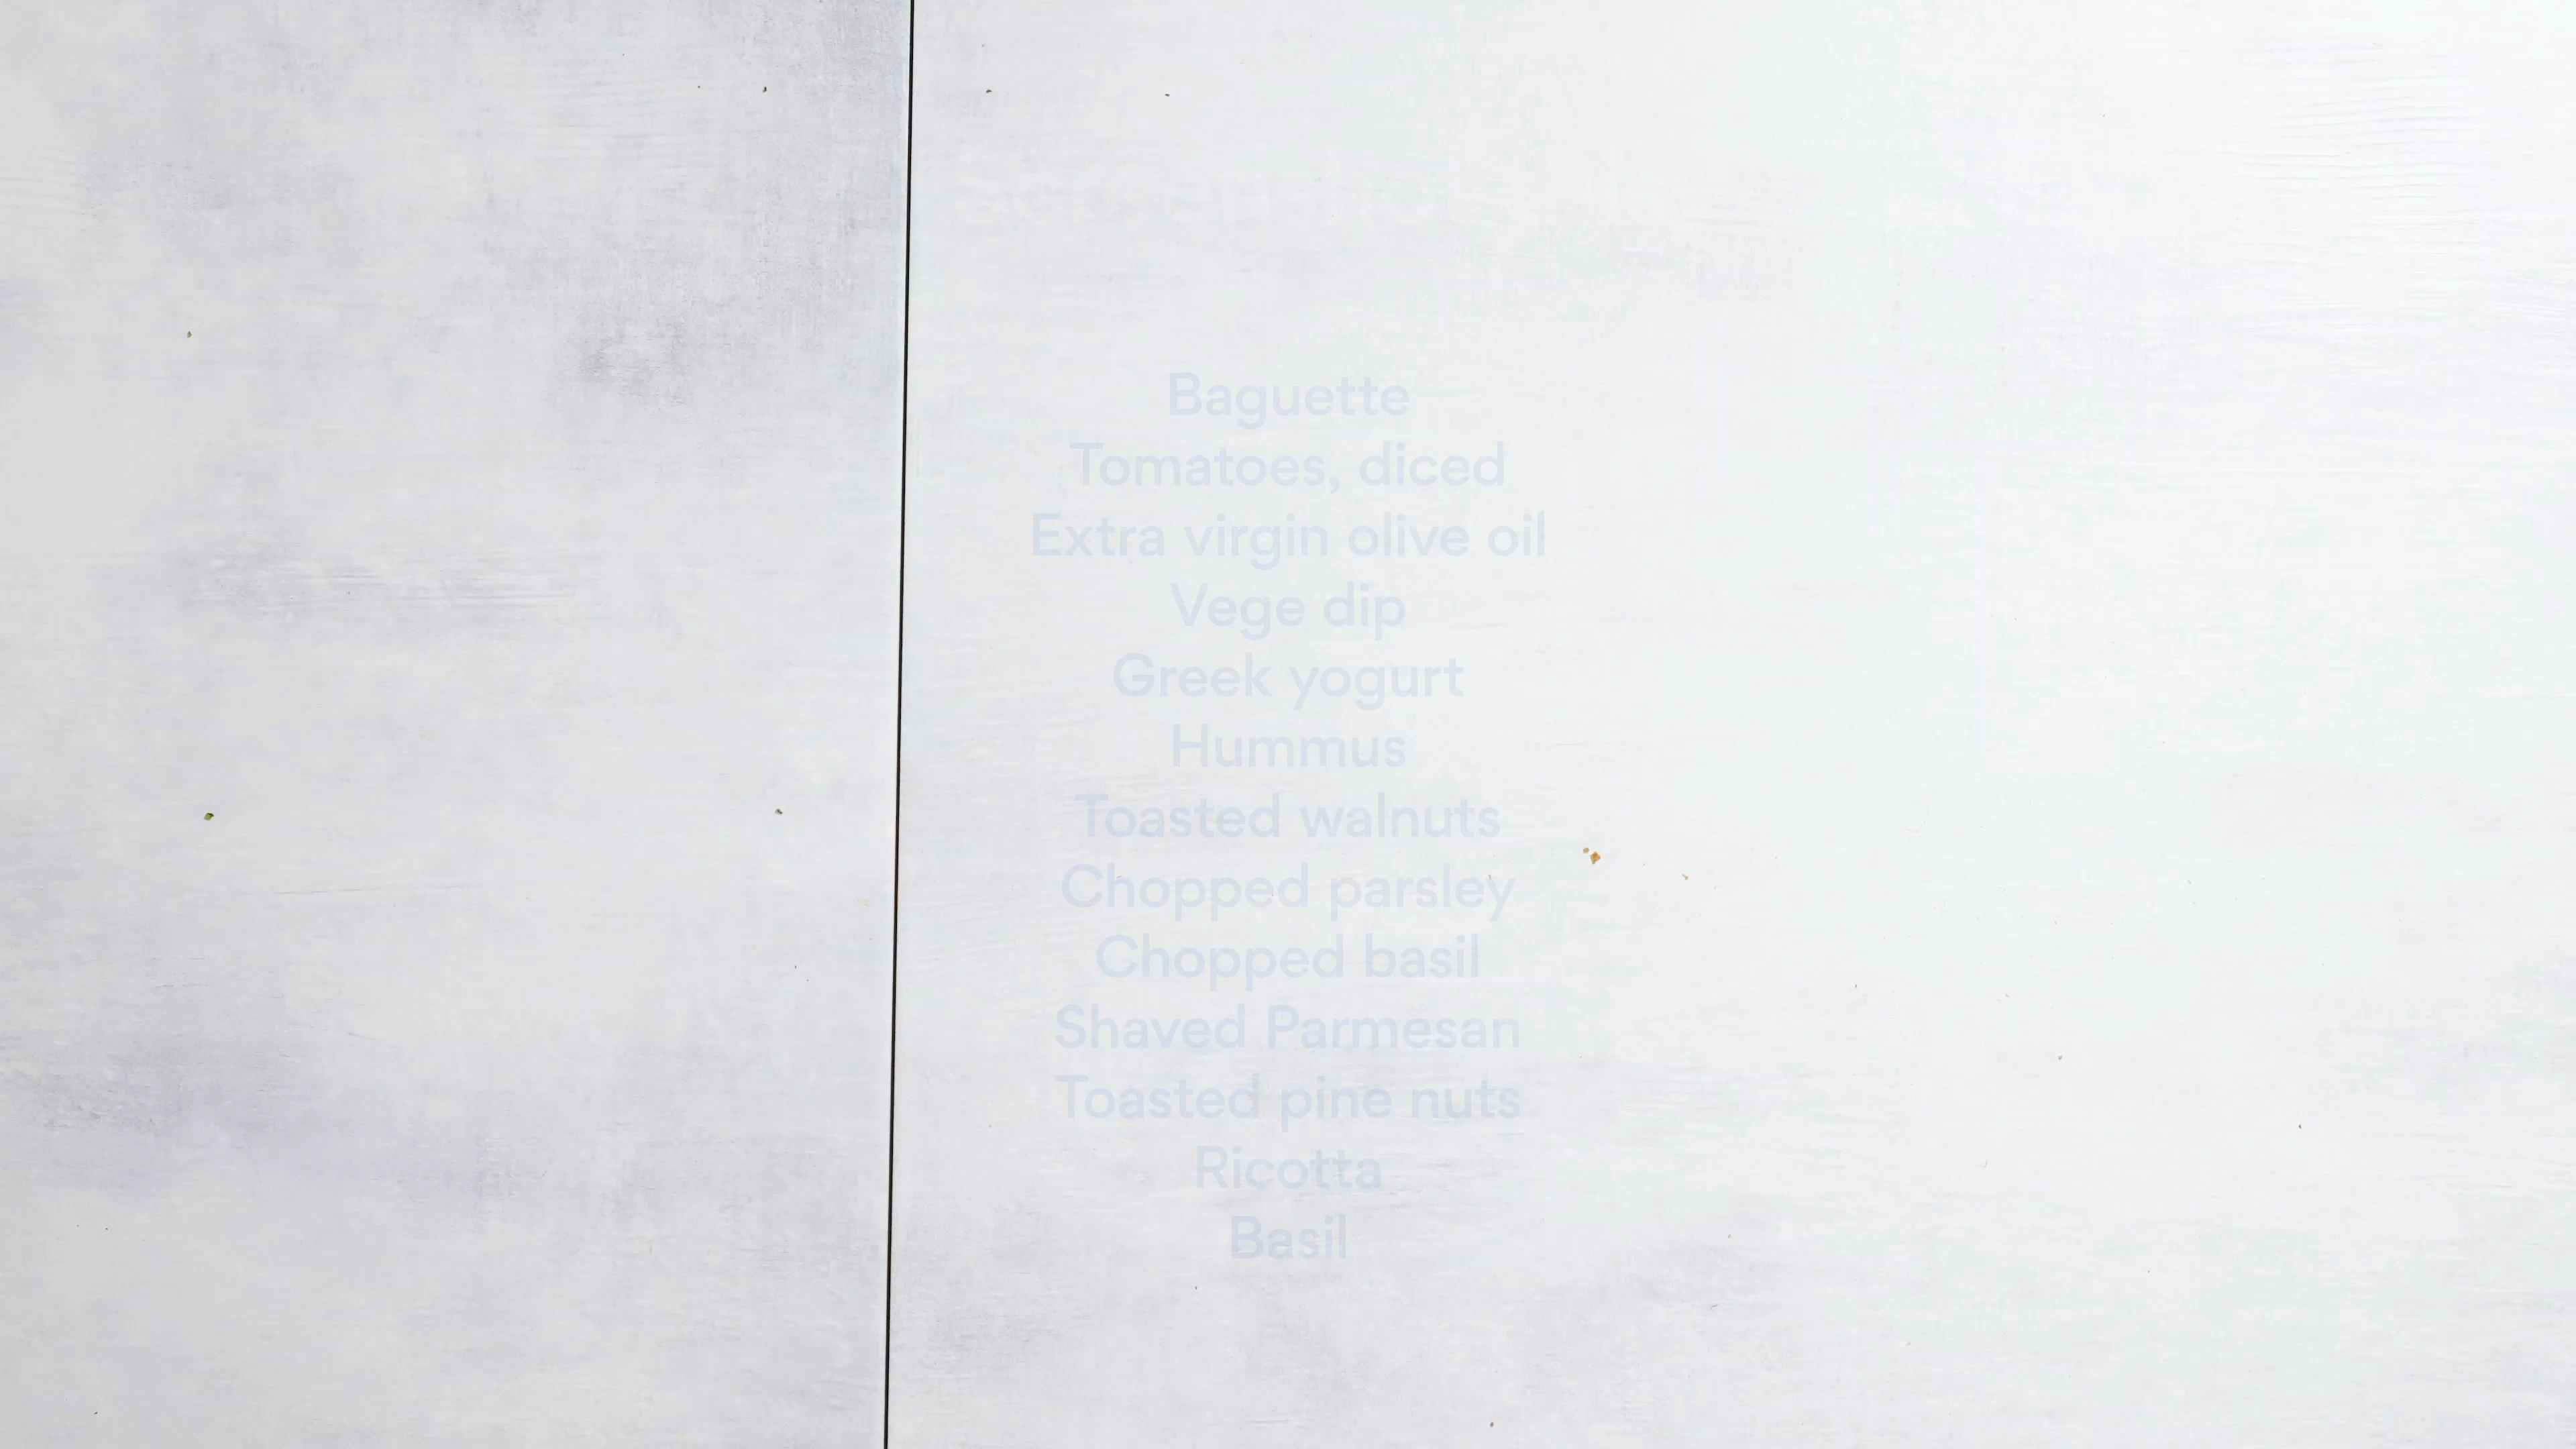 Baguette
Tomatoes, diced
Extra virgin olive oil
Vege dip
Greek yogurt
Hummus
Toasted walnuts
Chopped parsley
Chopped basil
Shaved Parmesan
Toasted pine nuts
Ricotta
Basil